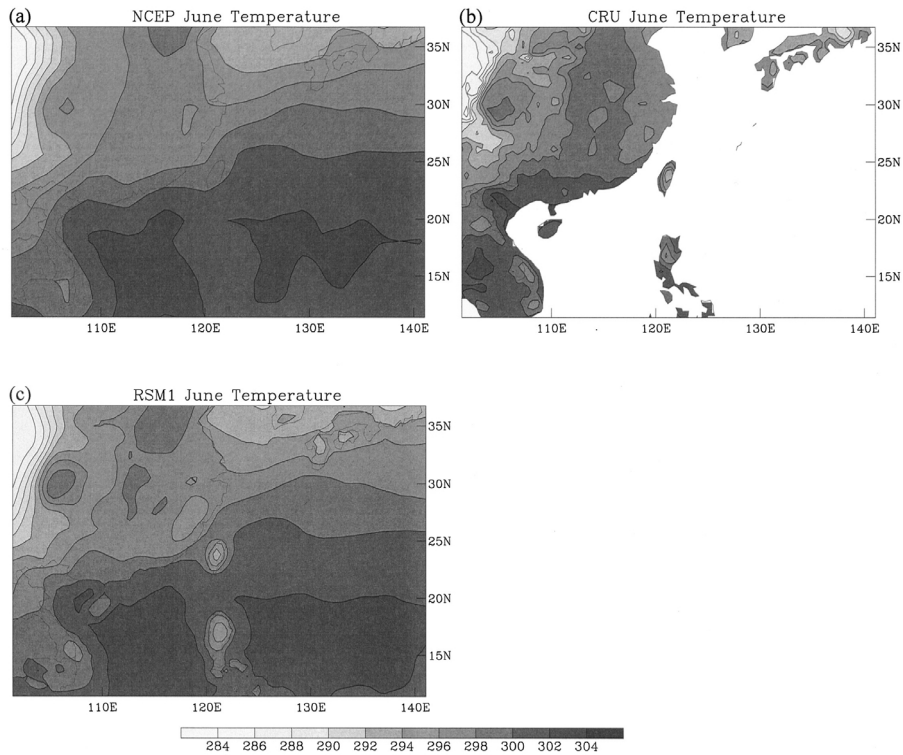 (a) NCEP June Temperature
35N
30N
25N
20N
15N
110E 120E 130E 140E
(b) CRU June Temperature
35N
30N
25N
20N
15N
110E 120E 130E 140E
(c) RSM1 June Temperature
35N
30N
25N
20N
15N
110E 120E 130E 140E
284 286 288 290 292 294 296 298 300 302 304